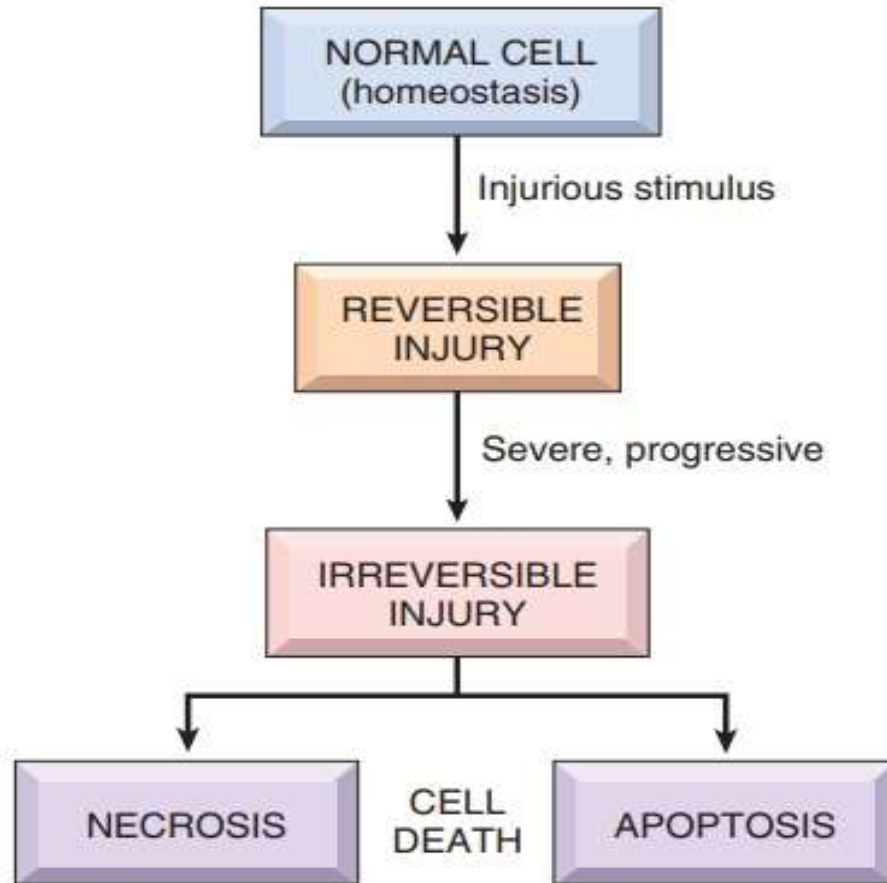 NORMAL CELL
(homeostasis)
Injurious stimulus
REVERSIBLE
INJURY
Severe, progressive
IRREVERSIBLE
INJURY
NECROSIS
CELL
DEATH
APOPTOSIS